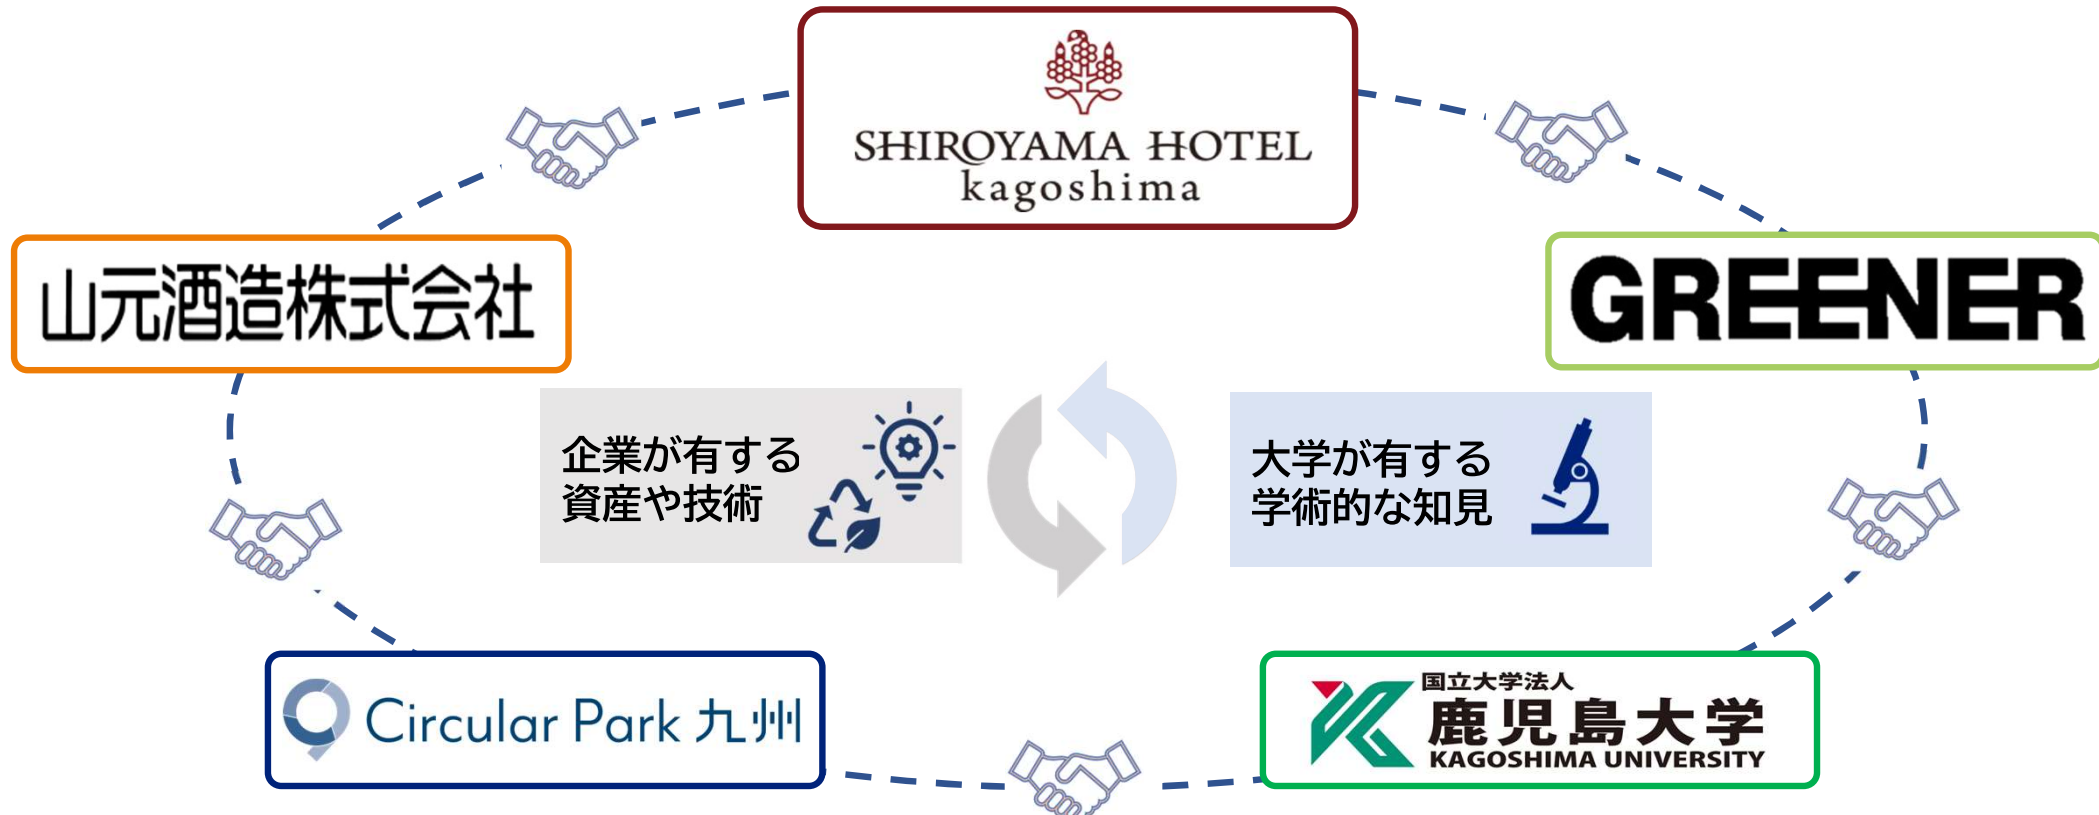 SHIROYAMA HOTEL
kagoshima
山元酒造株式会社
GREENER
企業が有する
資産や技術
大学が有する
学術的な知見
Circular Park 九州
国立大学法人
鹿児島大学
KAGOSHIMA UNIVERSITY